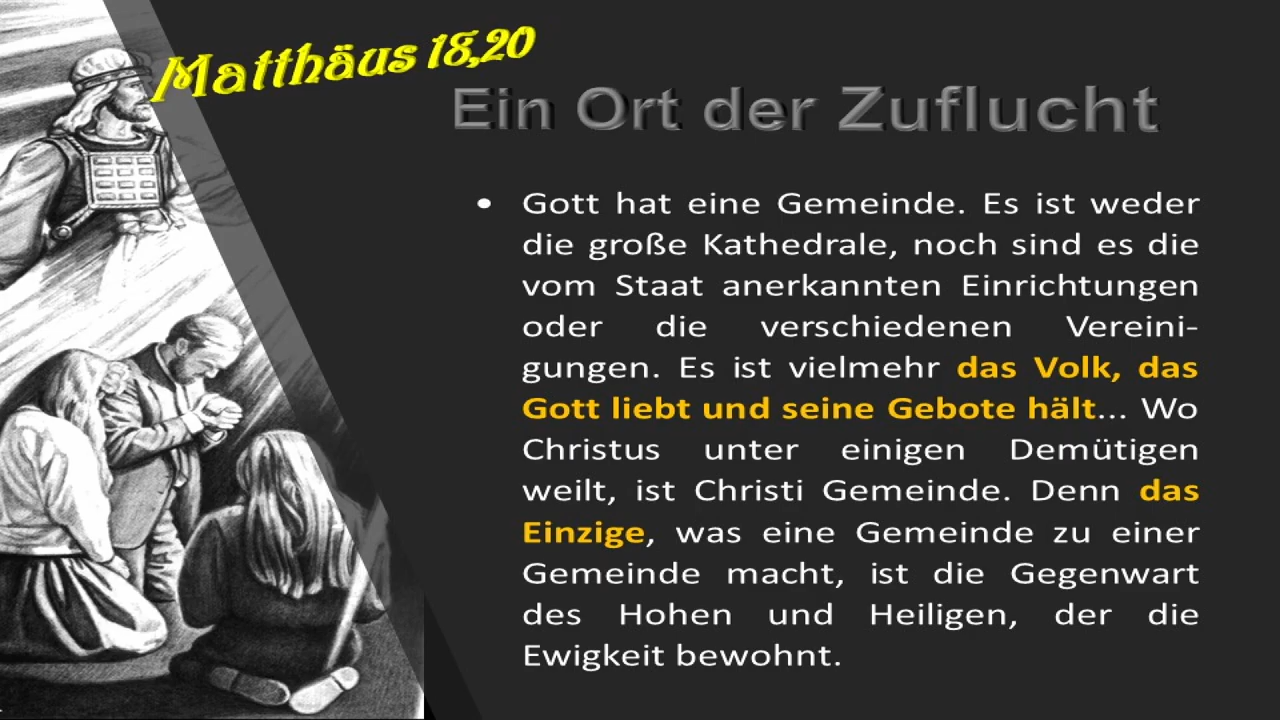 Matthäus 18,20
Ein Ort der Zuflucht
• Gott hat eine Gemeinde. Es ist weder
die große Kathedrale, noch sind es die
vom Staat anerkannten Einrichtungen
oder die verschiedenen Vereini-
gungen. Es ist vielmehr das Volk, das
Gott liebt und seine Gebote hält... Wo
Christus unter einigen Demütigen
weilt, ist Christi Gemeinde. Denn das
Einzige, was eine Gemeinde zu einer
Gemeinde macht, ist die Gegenwart
des Hohen und Heiligen, der die
Ewigkeit bewohnt.